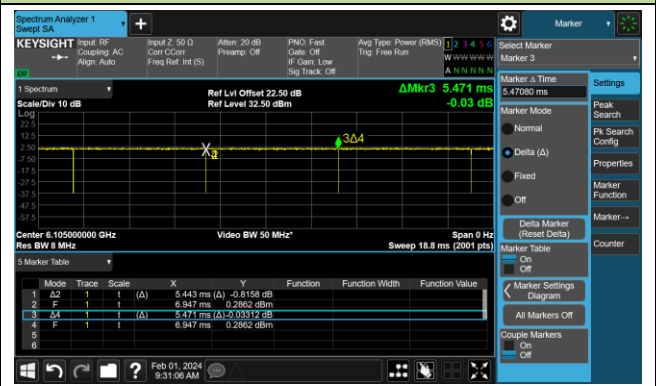 Spectrum Analyzer 1
Swept SA
Marker
KEYSIGHT
Input: RF
Coupling: AC
Align: Auto
Input Z: 50 Ω
Corr CCorr
Freq Ref: Int (S)
Atten: 20 dB
Preamp: Off
PNO: Fast
Gate: Off
IF Gain: Low
Sig Track: Off
Avg Type: Power (RMS)
Trig: Free Run
1 2 3 4 5 6
W W W W W W
A N N N N N
Select Marker
Marker 3
1 Spectrum
Scale/Div 10 dB
Ref Lvl Offset 22.50 dB
Ref Level 32.50 dBm
ΔMkr3 5.471 ms
-0.03 dB
Log
22.5
12.5
2.50
-7.50
-17.5
-27.5
-37.5
-47.5
-57.5
3Δ4
Center 6.105000000 GHz
Res BW 8 MHz
Video BW 50 MHz*
Span 0 Hz
Sweep 18.8 ms (2001 pts)
5 Marker Table
Mode Trace Scale X Y Function Function Width Function Value
1 Δ2 1 t (Δ) 5.443 ms (Δ) -0.8158 dB
2 F 1 t 6.947 ms 0.2862 dBm
3 Δ4 1 t (Δ) 5.471 ms (Δ) -0.03312 dB
4 F 1 t 6.947 ms 0.2862 dBm
5
6
Marker Δ Time
5.47080 ms
Marker Mode
Normal
Delta (Δ)
Fixed
Off
Delta Marker
(Reset Delta)
Marker Table
On
Off
Marker Settings
Diagram
All Markers Off
Couple Markers
On
Off
Settings
Peak
Search
Pk Search
Config
Properties
Marker
Function
Marker→
Counter
?
Feb 01, 2024
9:31:06 AM